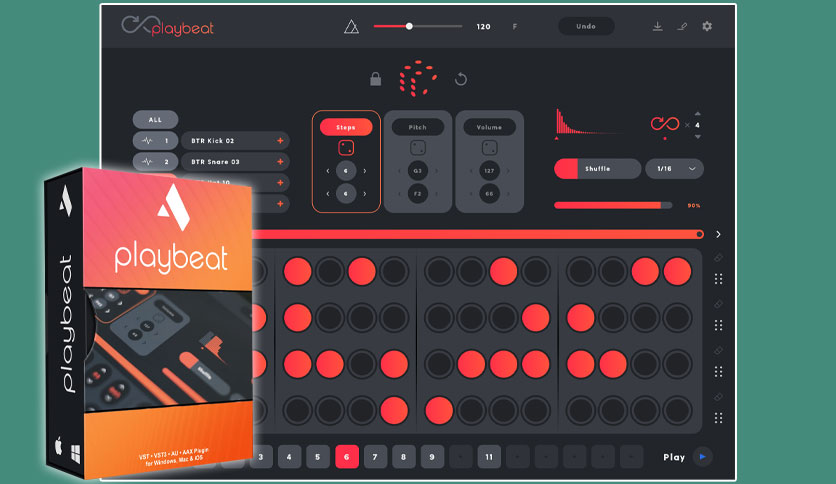 playbeat
120
F
Undo
ALL
1
BTR Kick 02
+
2
BTR Snare 03
+
Steps
Pitch
Volume
6
G3
127
6
F2
× 4
Shuffle
1/16
90%
playbeat
playbeat
Shuffle
VST • VST3 • AU • AAX Plugin
for Windows, Mac & iOS
3
4
5
6
7
8
9
11
Play